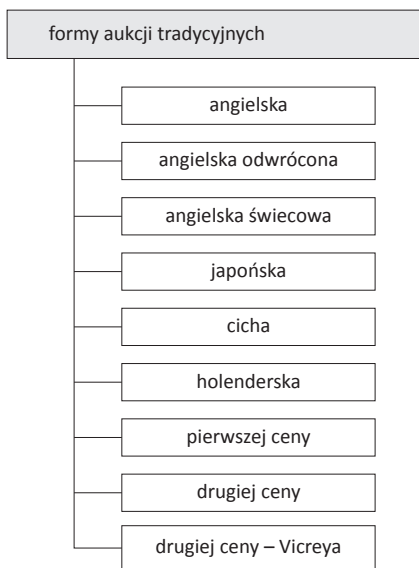 formy aukcji tradycyjnych
angielska
angielska odwrócona
angielska świecowa
japońska
cicha
holenderska
pierwszej ceny
drugiej ceny
drugiej ceny – Vicreya